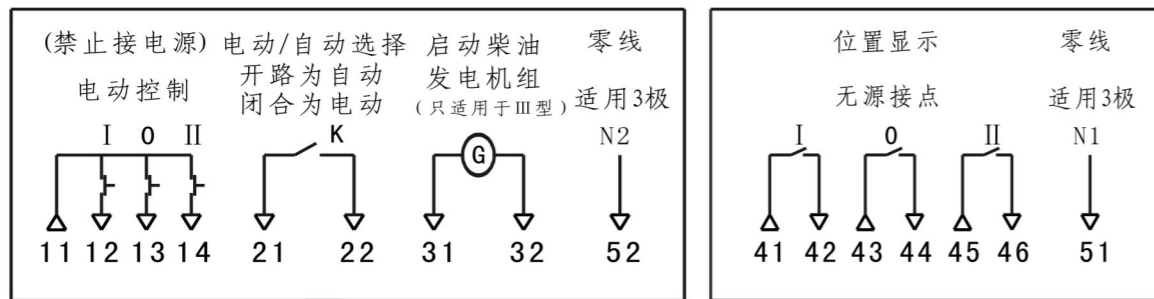 (禁止接电源)
电动控制
I 0 II
11 12 13 14
电动/自动选择
开路为自动
闭合为电动
K
21 22
启动柴油
发电机组
(只适用于III型)
G
31 32
零线
适用3极
N2
52
位置显示
无源接点
I 0 II
41 42 43 44 45 46
零线
适用3极
N1
51